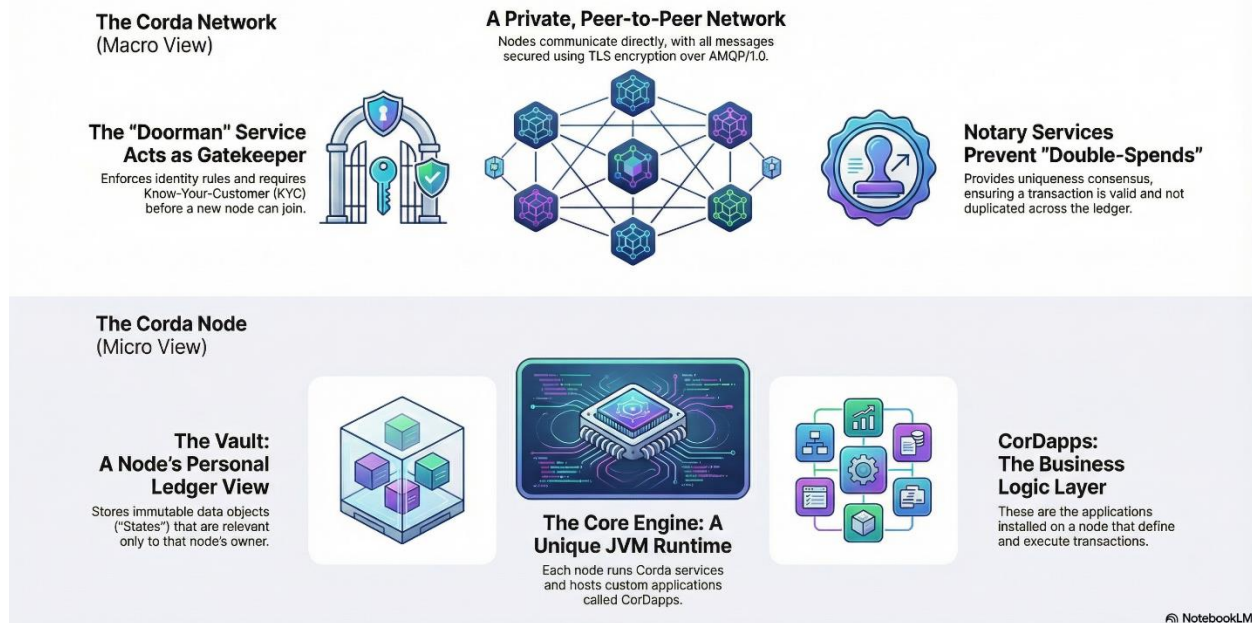 The Corda Network
(Macro View)
A Private, Peer-to-Peer Network
Nodes communicate directly, with all messages
secured using TLS encryption over AMQP/1.0.
The "Doorman" Service
Acts as Gatekeeper
Enforces identity rules and requires
Know-Your-Customer (KYC)
before a new node can join.
Notary Services
Prevent "Double-Spends"
Provides uniqueness consensus,
ensuring a transaction is valid and not
duplicated across the ledger.
The Corda Node
(Micro View)
The Vault:
A Node's Personal
Ledger View
Stores immutable data objects
("States") that are relevant
only to that node's owner.
The Core Engine: A
Unique JVM Runtime
Each node runs Corda services
and hosts custom applications
called CorDapps.
CorDapps:
The Business
Logic Layer
These are the applications
installed on a node that define
and execute transactions.
NotebookLM